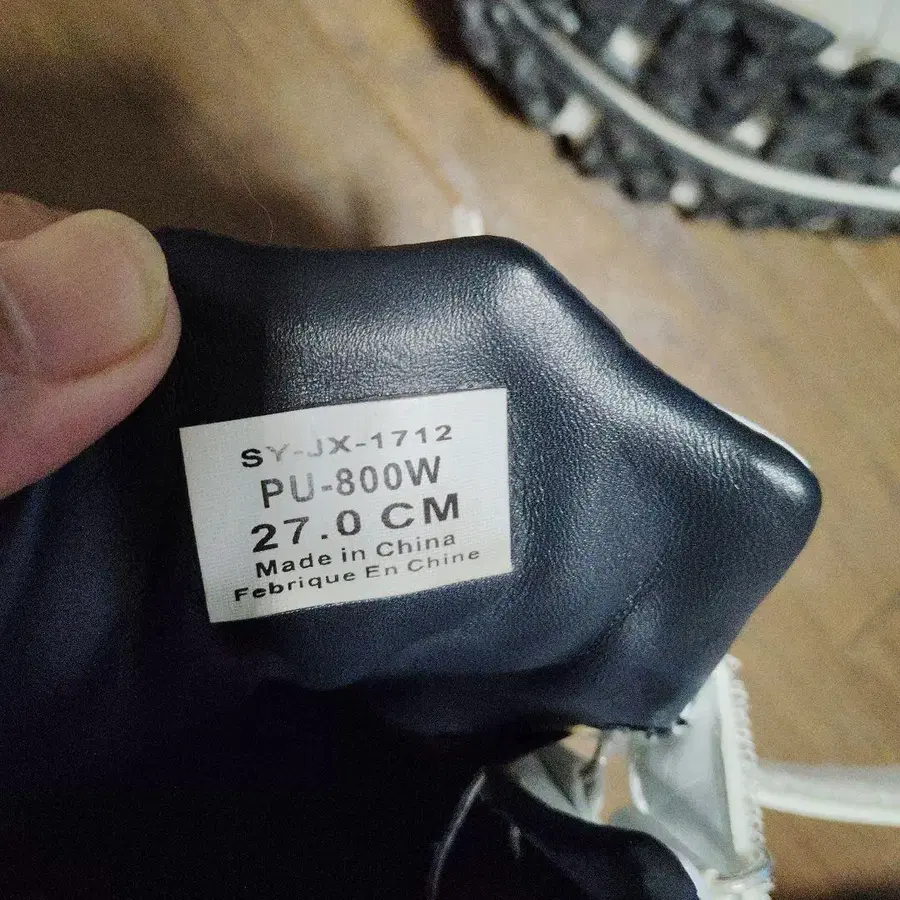 SY-JX-1712
PU-800W
27.0 CM
Made in China
Febrique En Chine